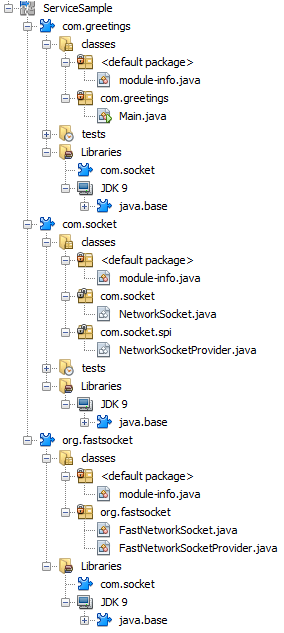 ServiceSample
com.greetings
classes
<default package>
module-info.java
com.greetings
Main.java
tests
Libraries
com.socket
JDK 9
java.base
com.socket
classes
<default package>
module-info.java
com.socket
NetworkSocket.java
com.socket.spi
NetworkSocketProvider.java
tests
Libraries
JDK 9
java.base
org.fastsocket
classes
<default package>
module-info.java
org.fastsocket
FastNetworkSocket.java
FastNetworkSocketProvider.java
Libraries
com.socket
JDK 9
java.base